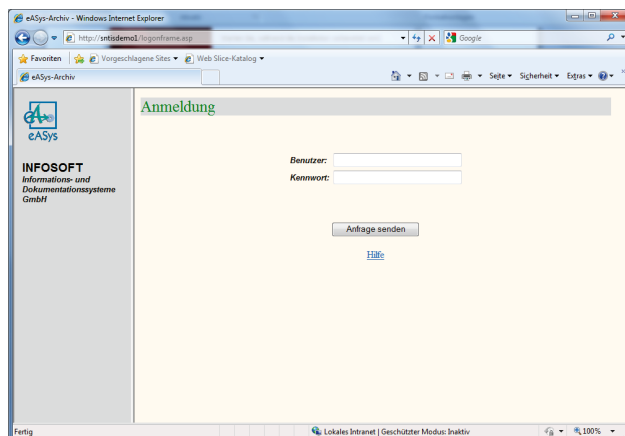 eASys-Archiv - Windows Internet Explorer
http://sntisdemo1/logonframe.asp
Google
Favoriten
Vorgeschlagene Sites
Web Slice-Katalog
eASys-Archiv
Seite
Sicherheit
Extras
eASys
INFOSOFT
Informations- und
Dokumentationssysteme
GmbH
Anmeldung
Benutzer:
Kennwort:
Anfrage senden
Hilfe
Fertig
Lokales Intranet | Geschützter Modus: Inaktiv
100%